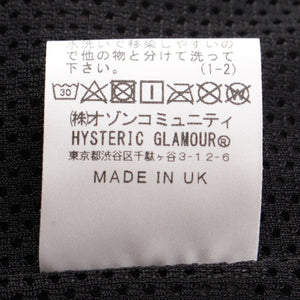 水洗いで移染しやすいの
で他の物と分けて洗って
下さい。 (1-2)
30
㈱オゾンコミュニティ
HYSTERIC GLAMOUR®
東京都渋谷区千駄ヶ谷3-12-6
MADE IN UK